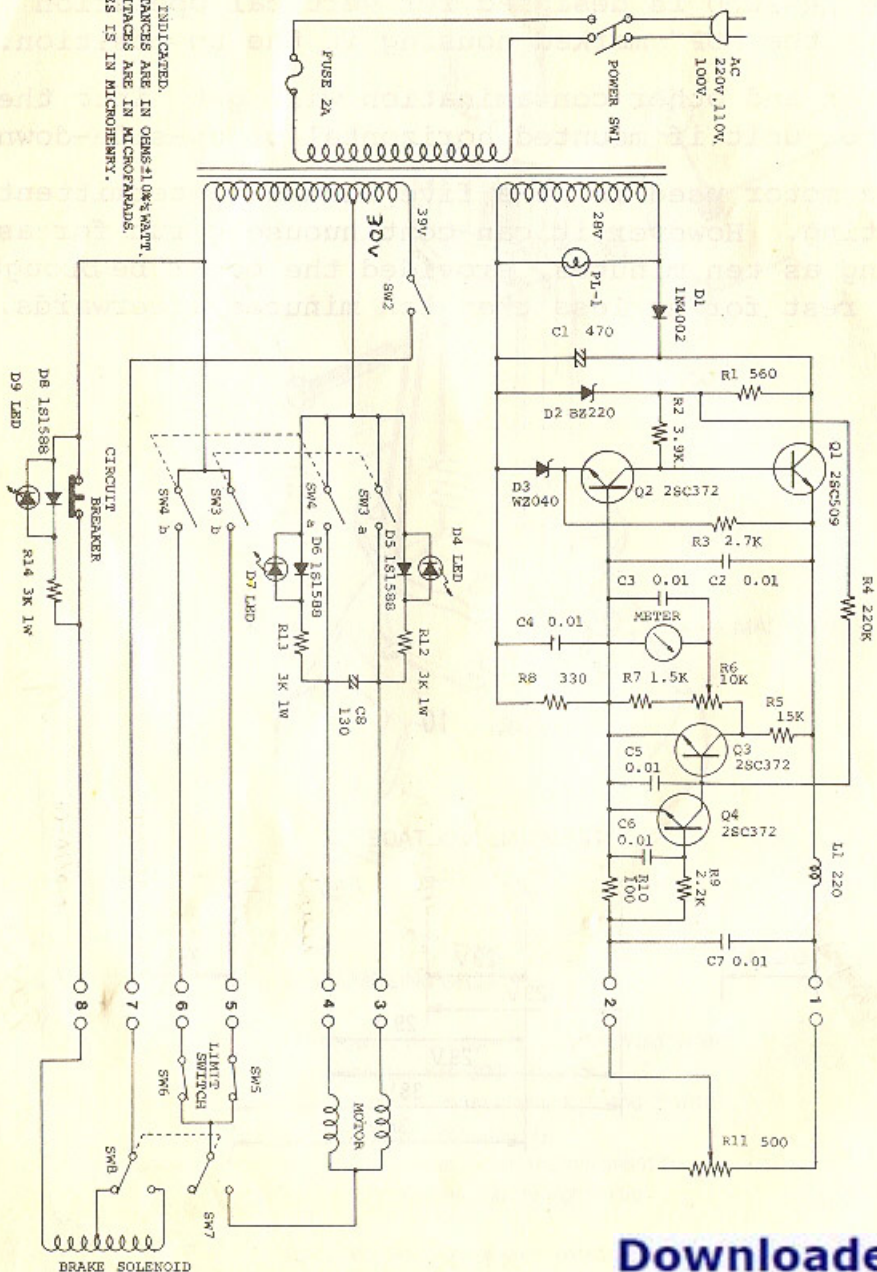 AC
220V.110V.
100V.
POWER SW1
FUSE 2A
INDICATED.
TANCES ARE IN OHMS±10%½WATT.
ITACES ARE IN MICROFARADS.
ES IS IN MICROHENRY.
39V
30V
SW2
28V
PL-1
D1
1N4002
C1 470
R1 560
D2 BZ220
R2 3.9K
Q1 2SC509
D3
WZ040
Q2 2SC372
R3 2.7K
C3 0.01
C2 0.01
R4 220K
C4 0.01
METER
R8 330
R7 1.5K
R6
10K
R5
15K
C5
0.01
Q3
2SC372
C6
0.01
Q4
2SC372
R10
100
R9
2.2K
L1 220
C7 0.01
1
2
R11 500
SW3 a
SW4 a
D4 LED
D5 1S1588
D6 1S1588
D7 LED
R12 3K 1W
R13 3K 1W
C8
130
SW3 b
SW4 b
CIRCUIT
BREAKER
D8 1S1588
D9 LED
R14 3K 1W
3
4
5
6
7
8
MOTOR
LIMIT
SWITCH
SW5
SW6
SW7
SW8
BRAKE SOLENOID
Downloade